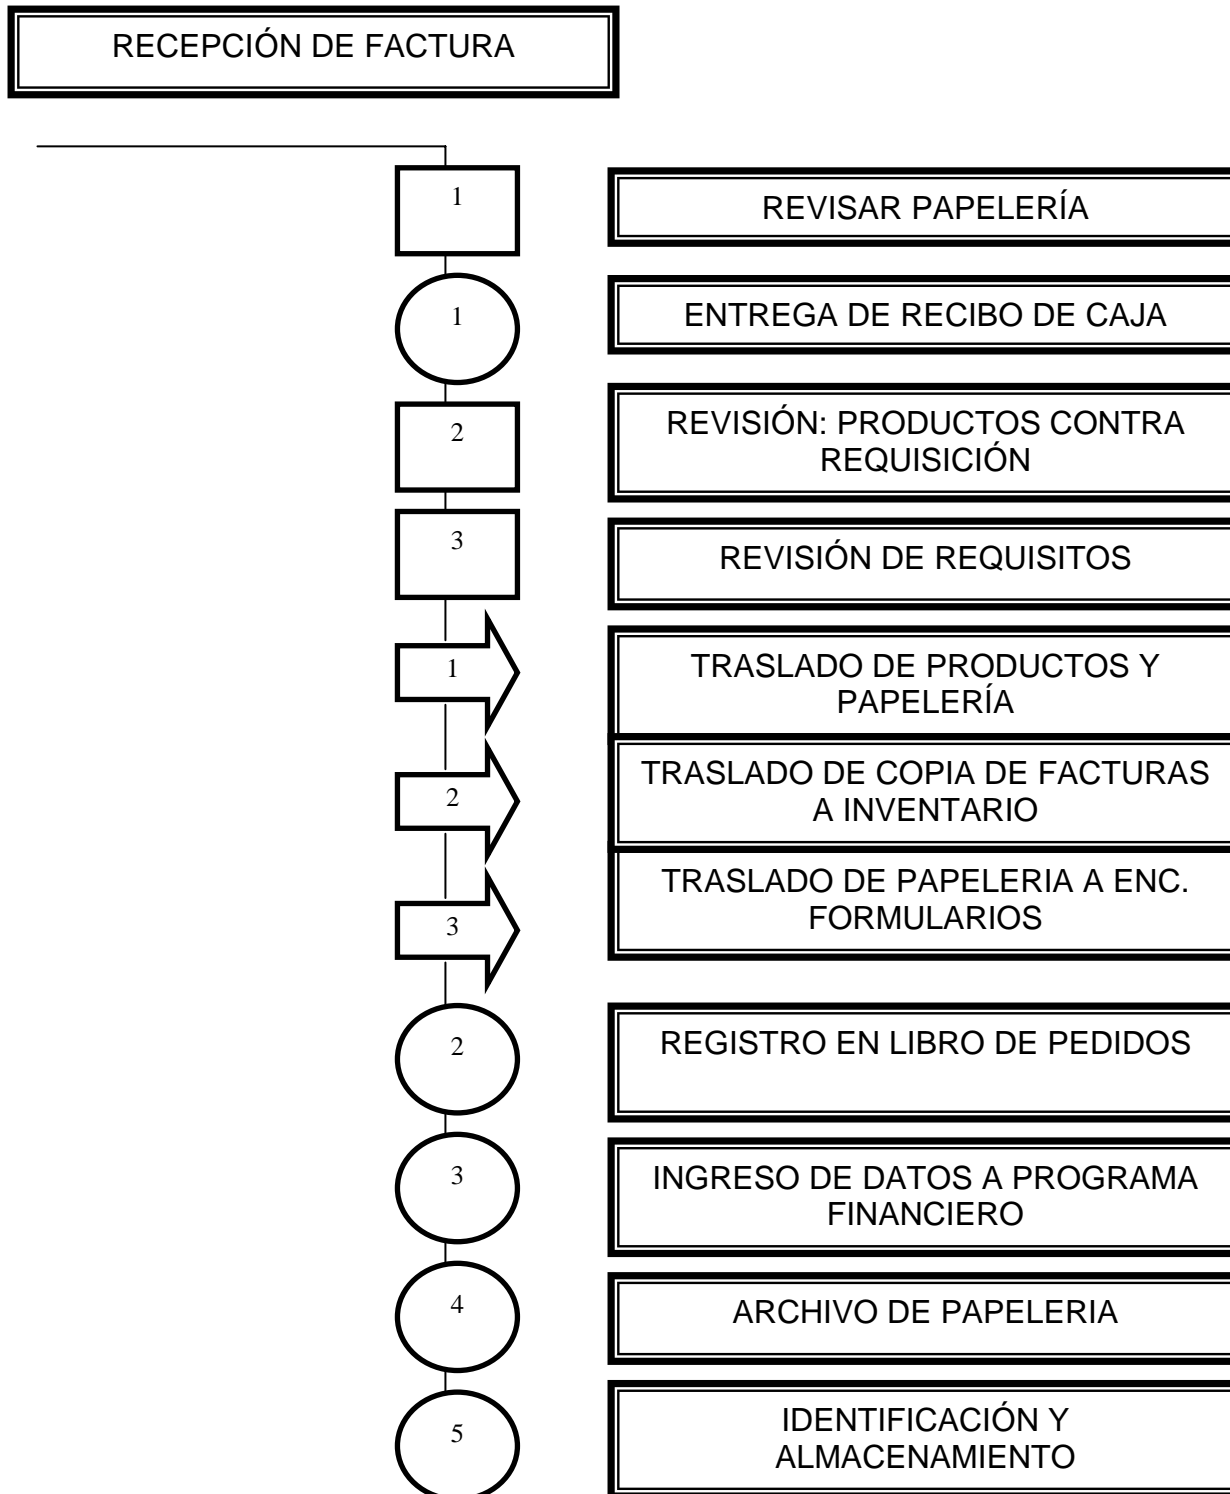 RECEPCIÓN DE FACTURA
1
REVISAR PAPELERÍA
1
ENTREGA DE RECIBO DE CAJA
2
REVISIÓN: PRODUCTOS CONTRA
REQUISICIÓN
3
REVISIÓN DE REQUISITOS
1
TRASLADO DE PRODUCTOS Y
PAPELERÍA
2
TRASLADO DE COPIA DE FACTURAS
A INVENTARIO
3
TRASLADO DE PAPELERIA A ENC.
FORMULARIOS
2
REGISTRO EN LIBRO DE PEDIDOS
3
INGRESO DE DATOS A PROGRAMA
FINANCIERO
4
ARCHIVO DE PAPELERIA
5
IDENTIFICACIÓN Y
ALMACENAMIENTO